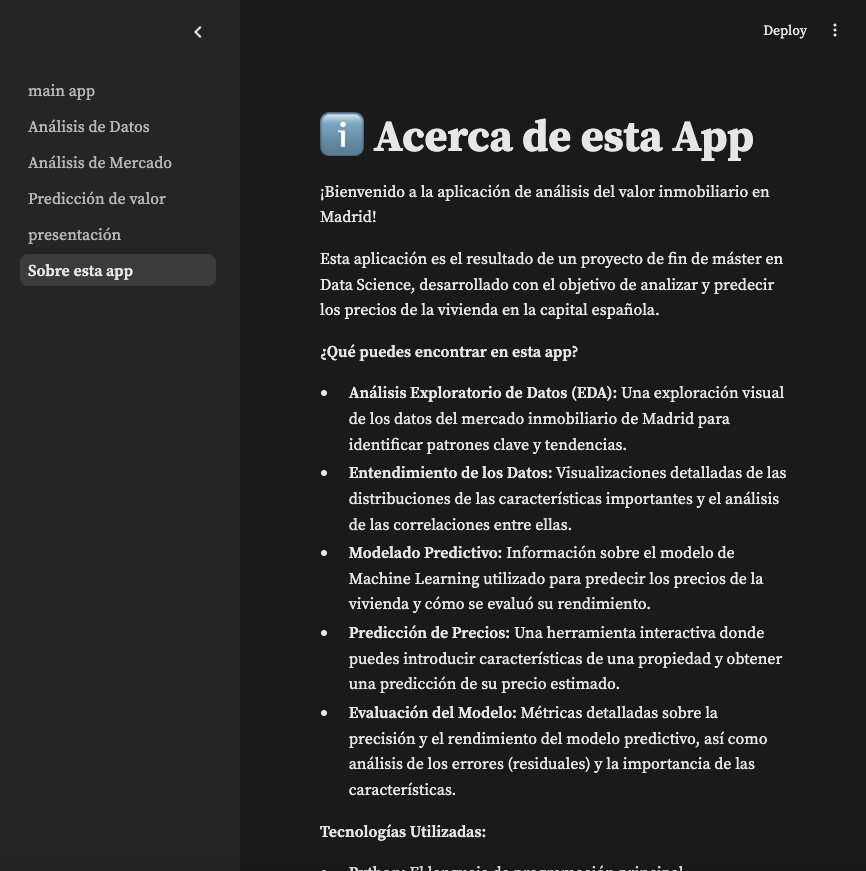 Deploy
main app
Análisis de Datos
Análisis de Mercado
Predicción de valor
presentación
Sobre esta app
ℹ️ Acerca de esta App
¡Bienvenido a la aplicación de análisis del valor inmobiliario en
Madrid!
Esta aplicación es el resultado de un proyecto de fin de máster en
Data Science, desarrollado con el objetivo de analizar y predecir
los precios de la vivienda en la capital española.
¿Qué puedes encontrar en esta app?
• Análisis Exploratorio de Datos (EDA): Una exploración visual
de los datos del mercado inmobiliario de Madrid para
identificar patrones clave y tendencias.
• Entendimiento de los Datos: Visualizaciones detalladas de las
distribuciones de las características importantes y el análisis
de las correlaciones entre ellas.
• Modelado Predictivo: Información sobre el modelo de
Machine Learning utilizado para predecir los precios de la
vivienda y cómo se evaluó su rendimiento.
• Predicción de Precios: Una herramienta interactiva donde
puedes introducir características de una propiedad y obtener
una predicción de su precio estimado.
• Evaluación del Modelo: Métricas detalladas sobre la
precisión y el rendimiento del modelo predictivo, así como
análisis de los errores (residuales) y la importancia de las
características.
Tecnologías Utilizadas:
• Python: El lenguaje de programación principal